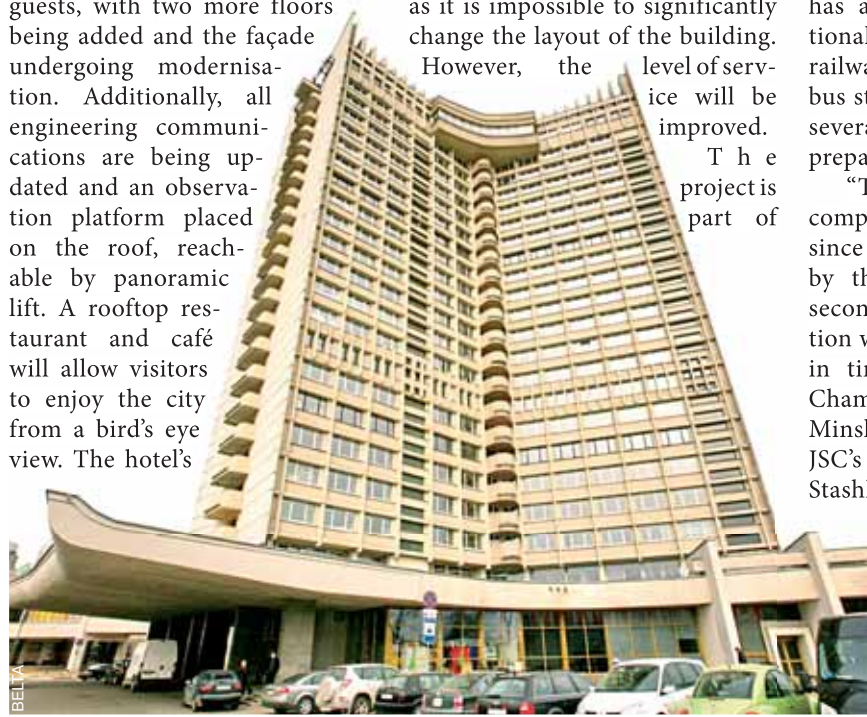 guests, with two more floors
being added and the façade
undergoing modernisa-
tion. Additionally, all
engineering communi-
cations are being up-
dated and an observa-
tion platform placed
on the roof, reach-
able by panoramic
lift. A rooftop res-
taurant and café
will allow visitors
to enjoy the city
from a bird's eye
view. The hotel's
as it is impossible to significantly
change the layout of the building.
However, the level of serv-
ice will be
improved.
The
project is
part of
has a
tional
railwa
bus st
severa
prepa
"T
comp
since
by th
secon
tion w
in tin
Cham
Minsk
JSC's
Stashk
BELTA